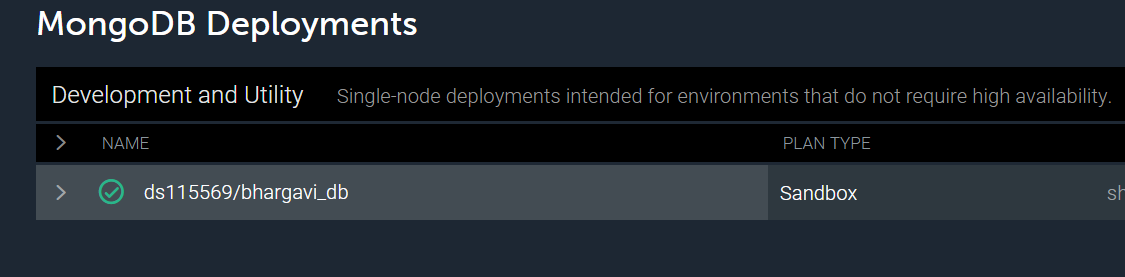 MongoDB Deployments
Development and Utility Single-node deployments intended for environments that do not require high availability.
NAME PLAN TYPE
ds115569/bhargavi_db Sandbox sh